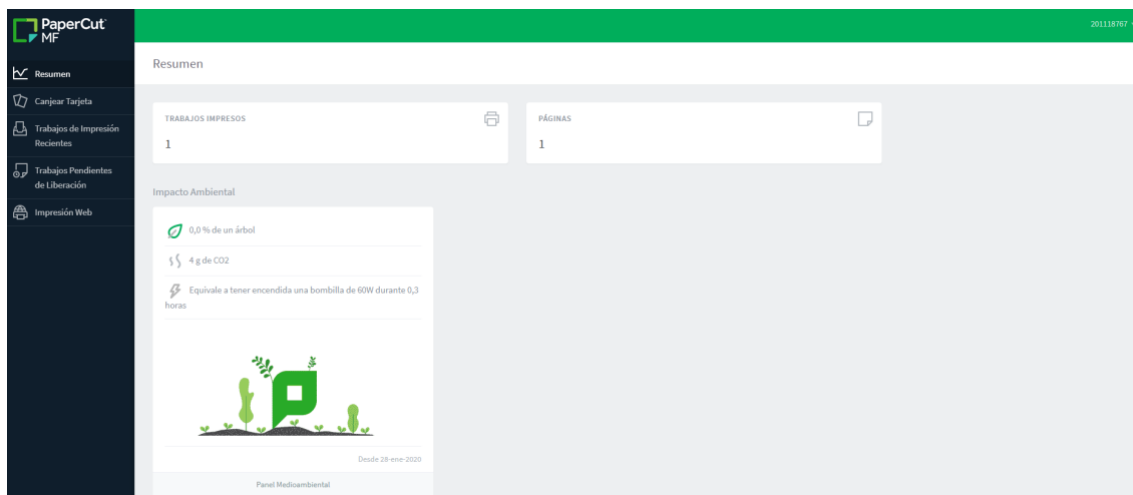 PaperCut
MF
201118767
Resumen
Resumen
Canjear Tarjeta
Trabajos de Impresión
Recientes
Trabajos Pendientes
de Liberación
Impresión Web
TRABAJOS IMPRESOS
1
PÁGINAS
1
Impacto Ambiental
0,0 % de un árbol
4 g de CO2
Equivale a tener encendida una bombilla de 60W durante 0,3
horas
Desde 28-ene-2020
Panel Medioambiental